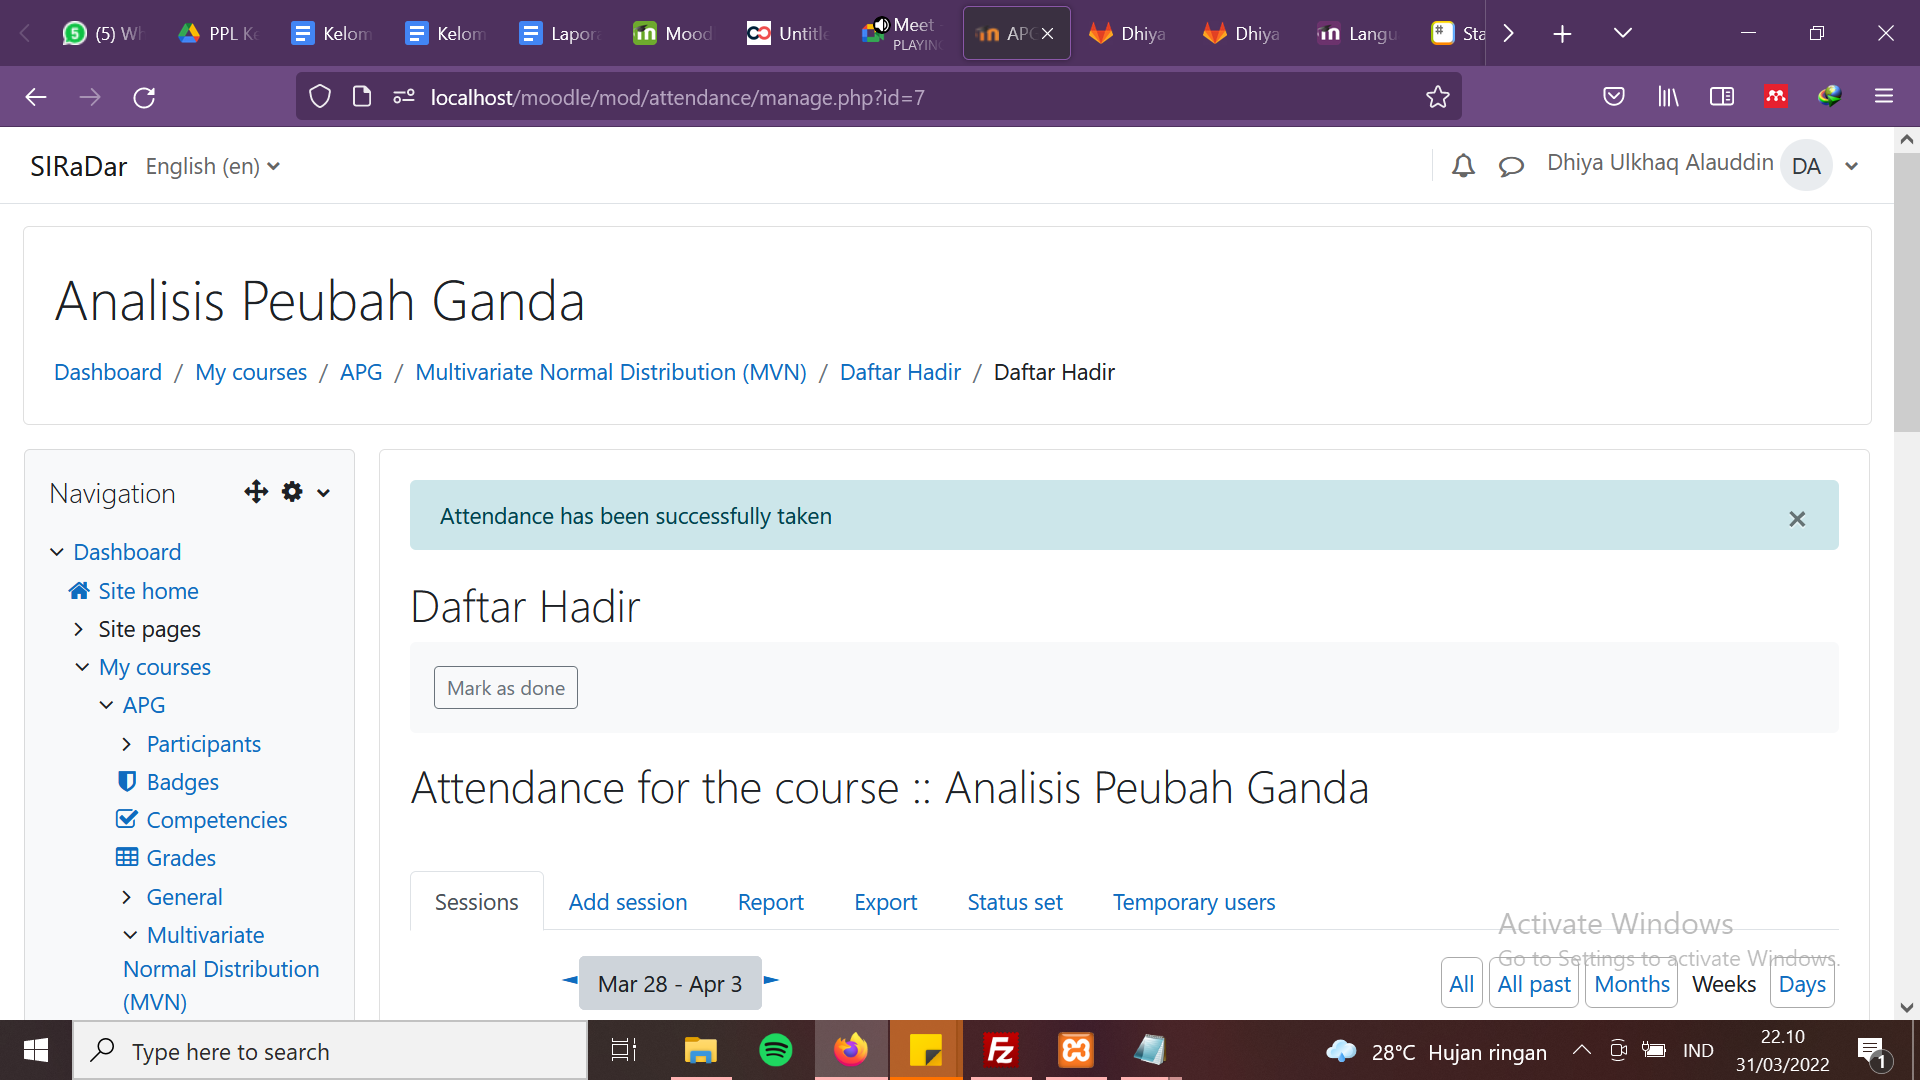 (5) Wh
PPL Ke
Kelom
Kelom
Lapora
Mood
Untitle
Meet
PLAYING
APG
Dhiya
Dhiya
Langu
Sta
localhost/moodle/mod/attendance/manage.php?id=7
SIRaDar
English (en)
Dhiya Ulkhaq Alauddin
DA
Analisis Peubah Ganda
Dashboard / My courses / APG / Multivariate Normal Distribution (MVN) / Daftar Hadir / Daftar Hadir
Navigation
Dashboard
Site home
Site pages
My courses
APG
Participants
Badges
Competencies
Grades
General
Multivariate
Normal Distribution
(MVN)
Attendance has been successfully taken
Daftar Hadir
Mark as done
Attendance for the course :: Analisis Peubah Ganda
Sessions
Add session
Report
Export
Status set
Temporary users
Mar 28 - Apr 3
All
All past
Months
Weeks
Days
Activate Windows
Go to Settings to activate Windows.
Type here to search
28°C Hujan ringan
IND
22.10
31/03/2022
1